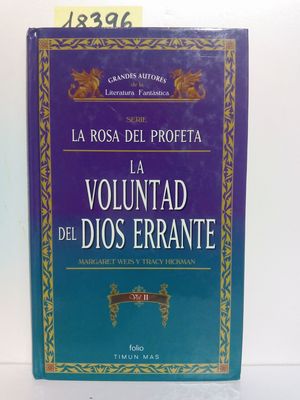 18396
GRANDES AUTORES
de la
Literatura Fantástica
SERIE
LA ROSA DEL PROFETA
LA
VOLUNTAD
DEL DIOS ERRANTE
MARGARET WEIS Y TRACY HICKMAN
Vol. II
folio
TIMUN MAS